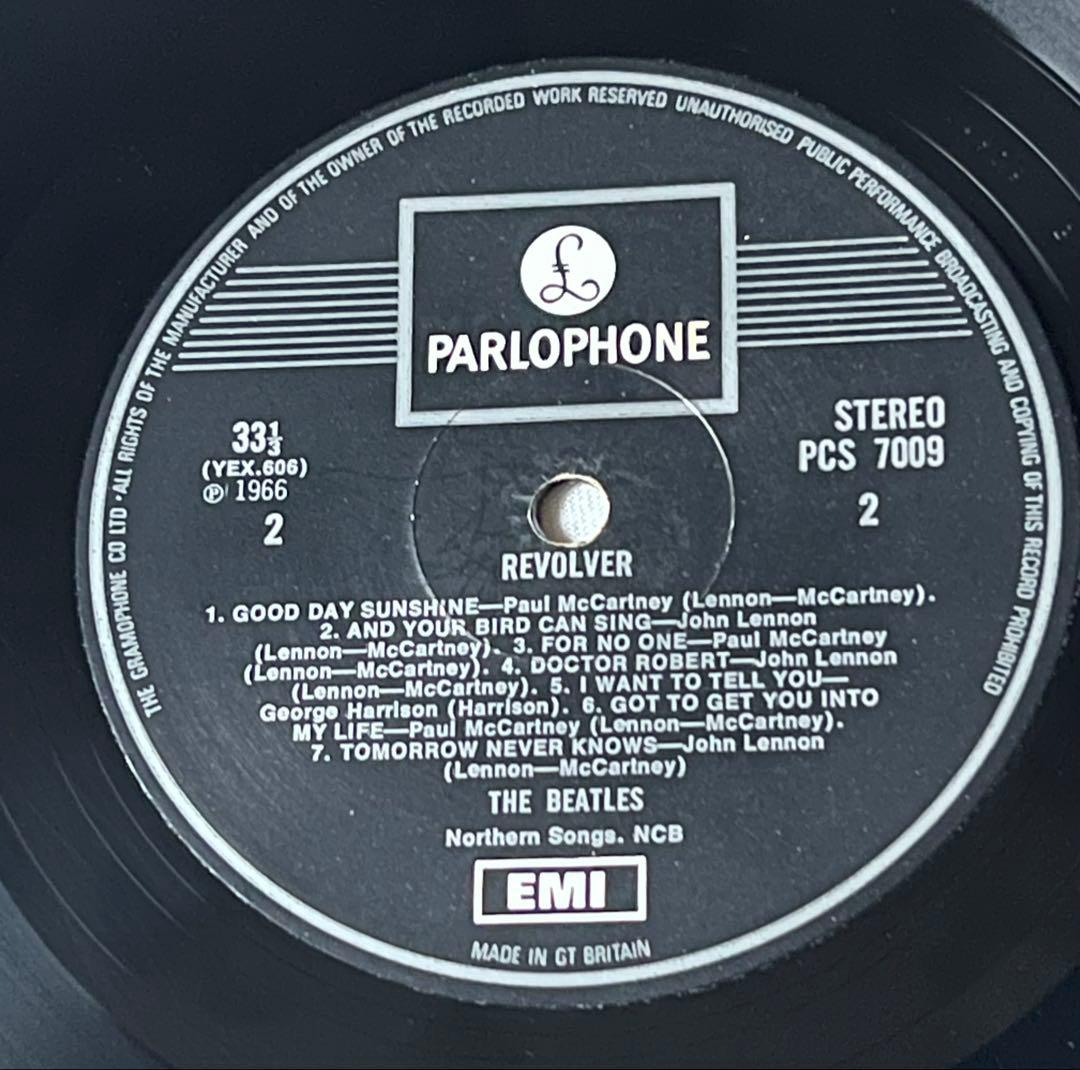 THE GRAMOPHONE CO LTD · ALL RIGHTS OF THE MANUFACTURER AND OF THE OWNER OF THE RECORDED WORK RESERVED UNAUTHORISED PUBLIC PERFORMANCE BROADCASTING AND COPYING OF THIS RECORD PROHIBITED
£
PARLOPHONE
33⅓
(YEX.606)
℗ 1966
2
STEREO
PCS 7009
2
REVOLVER
1. GOOD DAY SUNSHINE—Paul McCartney (Lennon—McCartney).
2. AND YOUR BIRD CAN SING—John Lennon
(Lennon—McCartney). 3. FOR NO ONE—Paul McCartney
(Lennon—McCartney). 4. DOCTOR ROBERT—John Lennon
(Lennon—McCartney). 5. I WANT TO TELL YOU—
George Harrison (Harrison). 6. GOT TO GET YOU INTO
MY LIFE—Paul McCartney (Lennon—McCartney).
7. TOMORROW NEVER KNOWS—John Lennon
(Lennon—McCartney)
THE BEATLES
Northern Songs. NCB
EMI
MADE IN GT BRITAIN